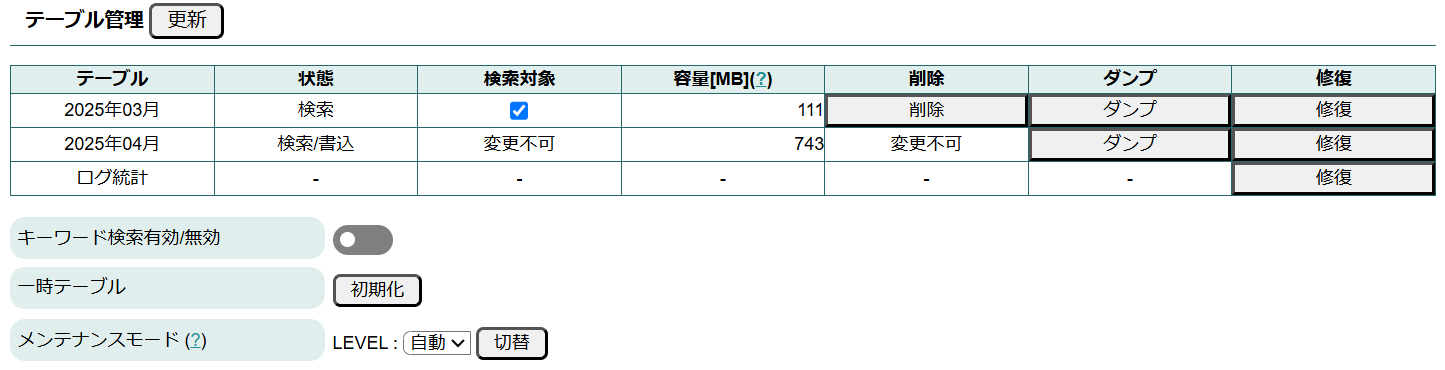 テーブル管理 更新
テーブル 状態 検索対象 容量[MB](?) 削除 ダンプ 修復
2025年03月 検索 111 削除 ダンプ 修復
2025年04月 検索/書込 変更不可 743 変更不可 ダンプ 修復
ログ統計 - - - - - 修復
キーワード検索有効/無効
一時テーブル 初期化
メンテナンスモード (?) LEVEL : 自動 切替